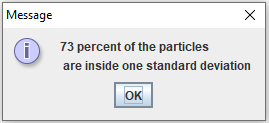 Message
73 percent of the particles
are inside one standard deviation
OK